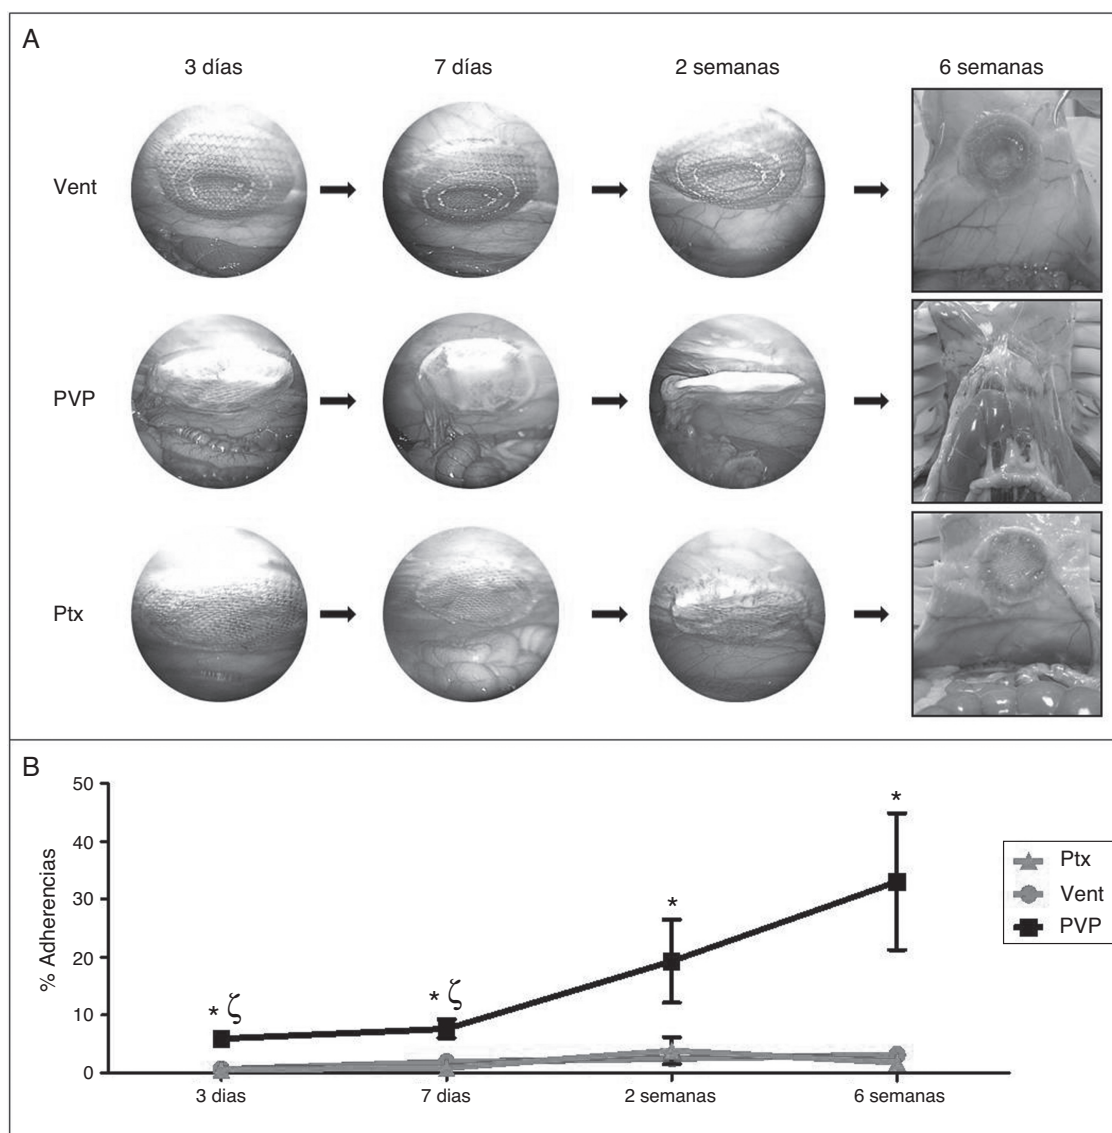 A
3 días 7 días 2 semanas 6 semanas
Vent
PVP
Ptx
B
50
40
30
20
10
0
% Adherencias
* ζ
* ζ
*
*
3 dias 7 dias 2 semanas 6 semanas
Ptx
Vent
PVP